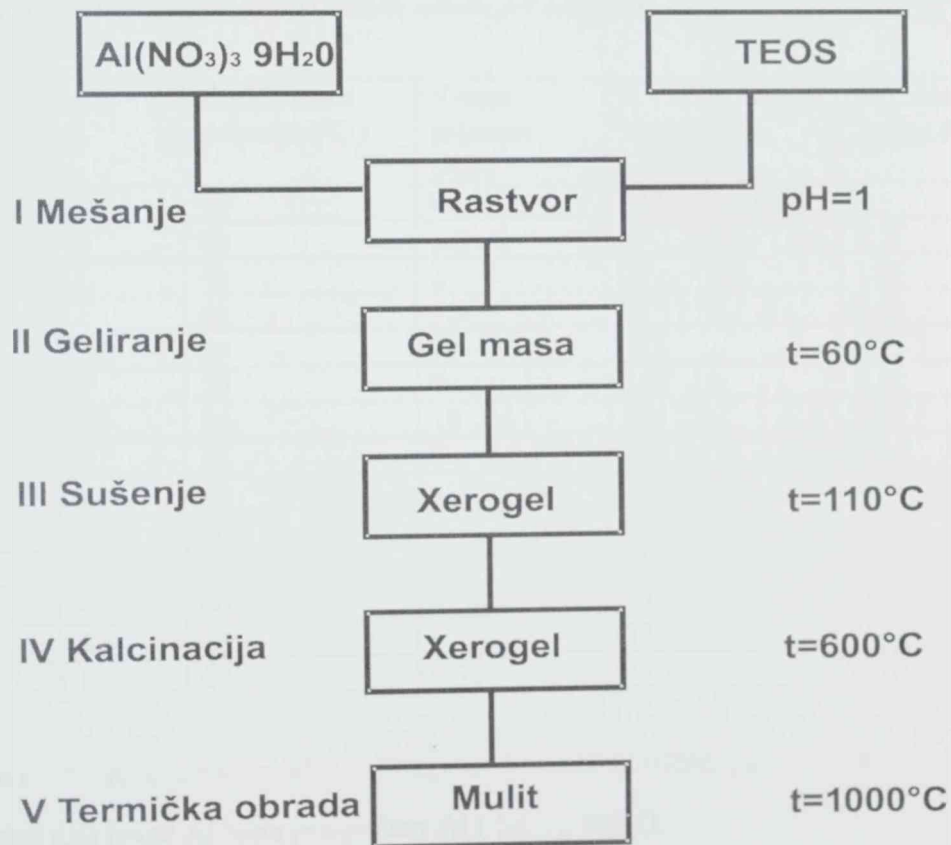 Al(NO₃)₃ 9H₂0
TEOS
I Mešanje
Rastvor
pH=1
II Geliranje
Gel masa
t=60°C
III Sušenje
Xerogel
t=110°C
IV Kalcinacija
Xerogel
t=600°C
V Termička obrada
Mulit
t=1000°C